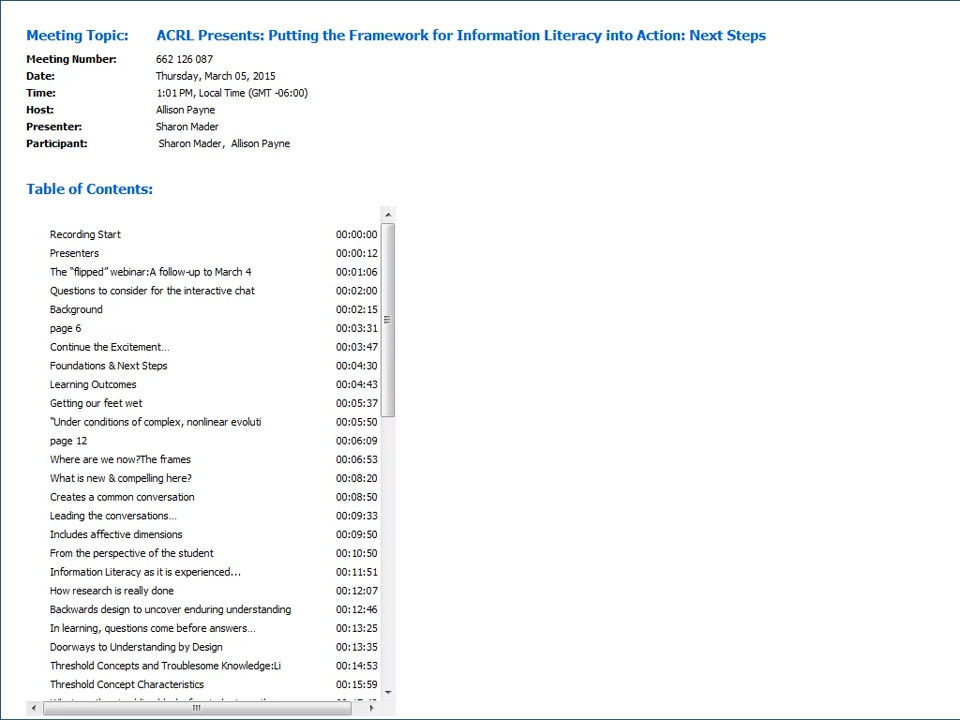 Meeting Topic: ACRL Presents: Putting the Framework for Information Literacy into Action: Next Steps
Meeting Number: 662 126 087
Date: Thursday, March 05, 2015
Time: 1:01 PM, Local Time (GMT -06:00)
Host: Allison Payne
Presenter: Sharon Mader
Participant: Sharon Mader, Allison Payne
Table of Contents:
Recording Start 00:00:00
Presenters 00:00:12
The “flipped” webinar:A follow-up to March 4 00:01:06
Questions to consider for the interactive chat 00:02:00
Background 00:02:15
page 6 00:03:31
Continue the Excitement... 00:03:47
Foundations & Next Steps 00:04:30
Learning Outcomes 00:04:43
Getting our feet wet 00:05:37
“Under conditions of complex, nonlinear evoluti 00:05:50
page 12 00:06:09
Where are we now?The frames 00:06:53
What is new & compelling here? 00:08:20
Creates a common conversation 00:08:50
Leading the conversations... 00:09:33
Includes affective dimensions 00:09:50
From the perspective of the student 00:10:50
Information Literacy as it is experienced... 00:11:51
How research is really done 00:12:07
Backwards design to uncover enduring understanding 00:12:46
In learning, questions come before answers... 00:13:25
Doorways to Understanding by Design 00:13:35
Threshold Concepts and Troublesome Knowledge:Li 00:14:53
Threshold Concept Characteristics 00:15:59